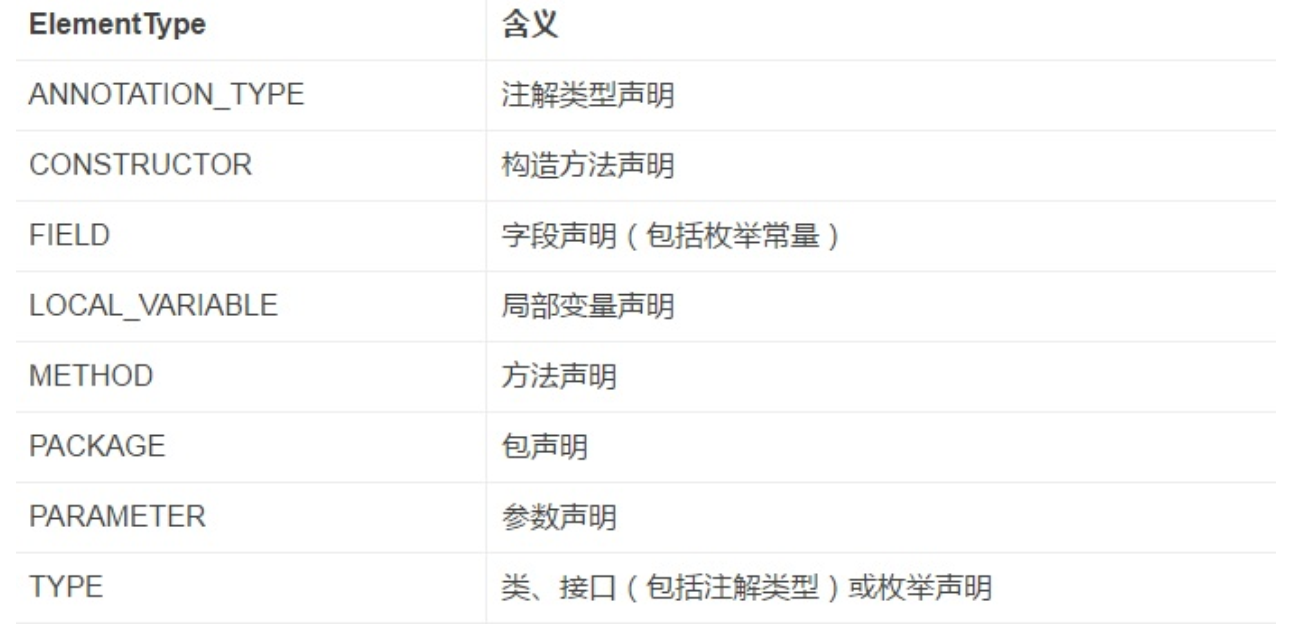 ElementType 含义
ANNOTATION_TYPE 注解类型声明
CONSTRUCTOR 构造方法声明
FIELD 字段声明（包括枚举常量）
LOCAL_VARIABLE 局部变量声明
METHOD 方法声明
PACKAGE 包声明
PARAMETER 参数声明
TYPE 类、接口（包括注解类型）或枚举声明